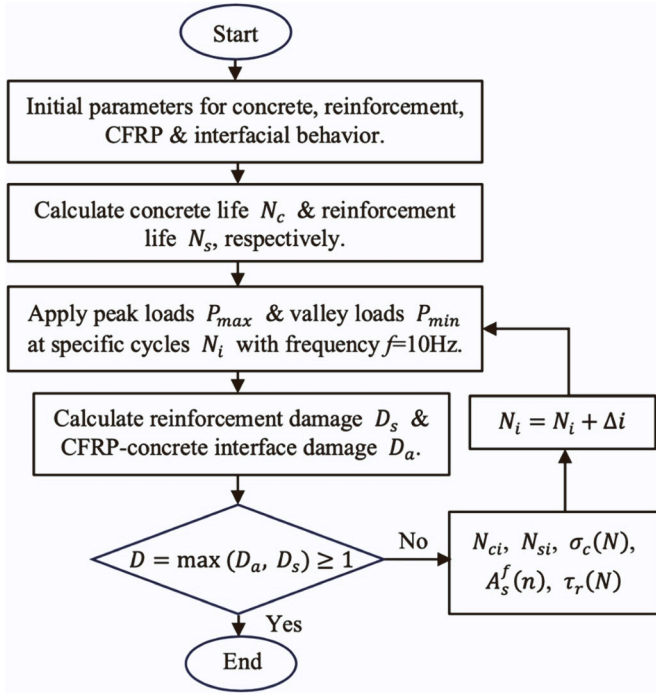 Start
Initial parameters for concrete, reinforcement,
CFRP & interfacial behavior.
Calculate concrete life N_c & reinforcement
life N_s, respectively.
Apply peak loads P_max & valley loads P_min
at specific cycles N_i with frequency f=10Hz.
Calculate reinforcement damage D_s &
CFRP-concrete interface damage D_a.
N_i = N_i + Δi
D = max (D_a, D_s) ≥ 1
No
N_ci, N_si, σ_c(N),
A_s^f(n), τ_r(N)
Yes
End